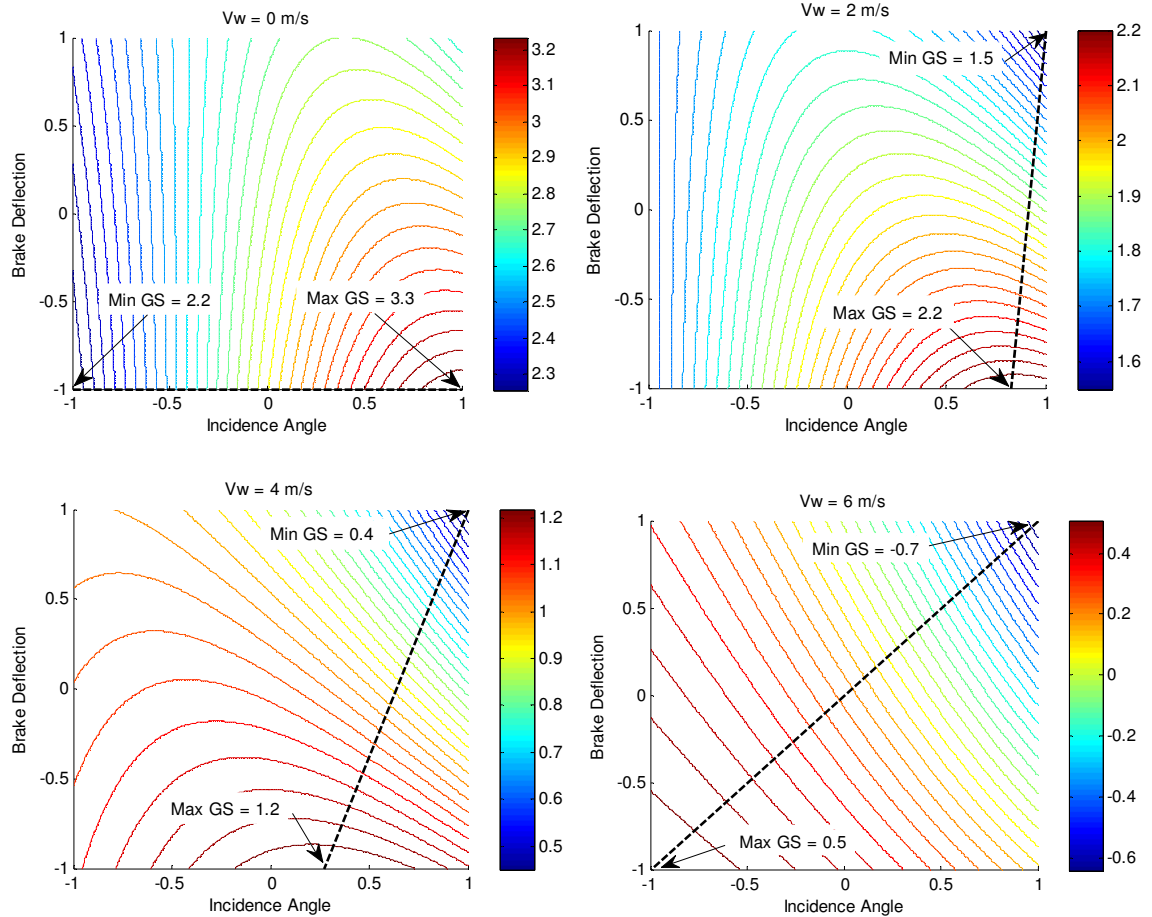 Vw = 0 m/s
1
0.5
0
-0.5
-1
Brake Deflection
-1 -0.5 0 0.5 1
Incidence Angle
Min GS = 2.2
Max GS = 3.3
3.2
3.1
3
2.9
2.8
2.7
2.6
2.5
2.4
2.3
Vw = 2 m/s
1
0.5
0
-0.5
-1
Brake Deflection
-1 -0.5 0 0.5 1
Incidence Angle
Min GS = 1.5
Max GS = 2.2
2.2
2.1
2
1.9
1.8
1.7
1.6
Vw = 4 m/s
1
0.5
0
-0.5
-1
Brake Deflection
-1 -0.5 0 0.5 1
Incidence Angle
Min GS = 0.4
Max GS = 1.2
1.2
1.1
1
0.9
0.8
0.7
0.6
0.5
Vw = 6 m/s
1
0.5
0
-0.5
-1
Brake Deflection
-1 -0.5 0 0.5 1
Incidence Angle
Min GS = -0.7
Max GS = 0.5
0.4
0.2
0
-0.2
-0.4
-0.6